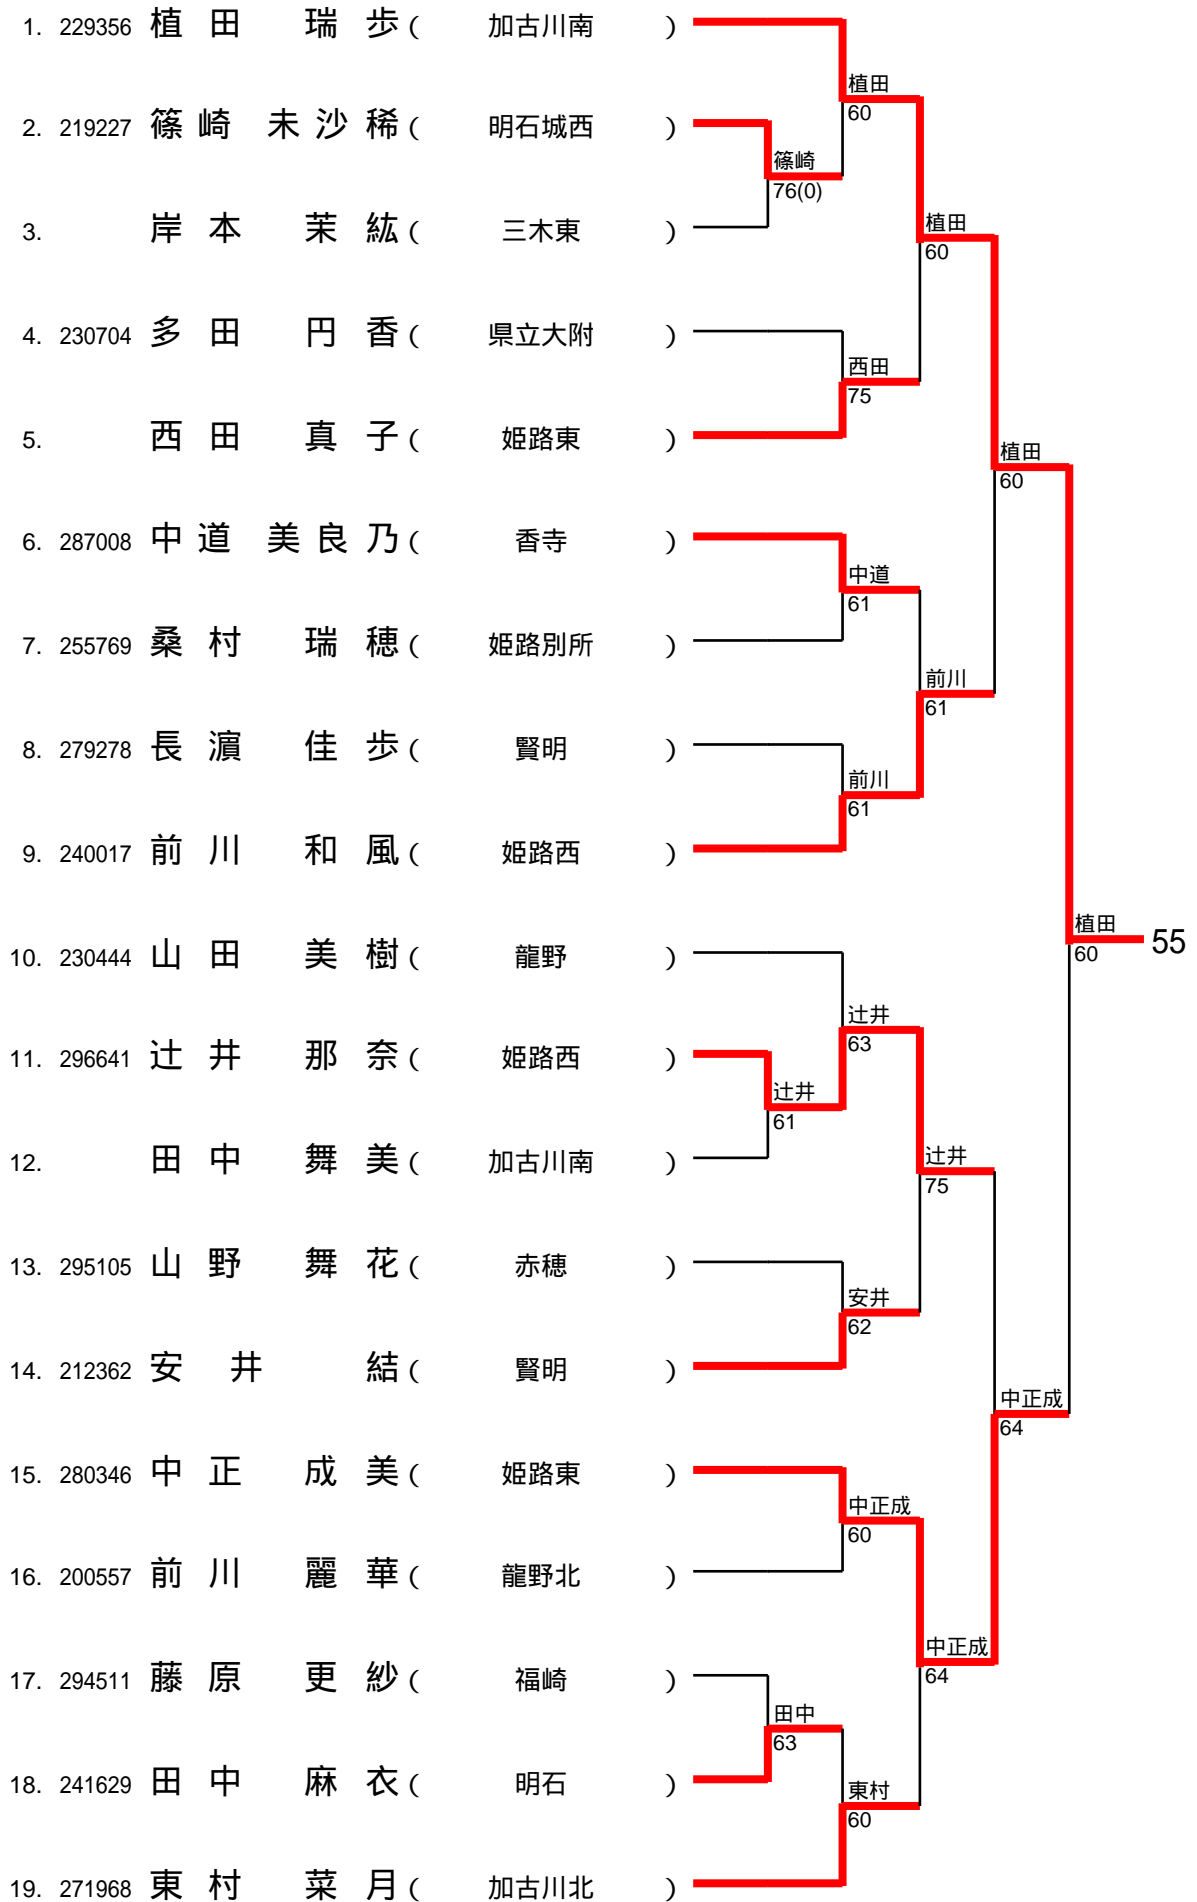 1. 229356 植田 瑞歩 ( 加古川南 )
植田
60
2. 219227 篠崎 未沙稀 ( 明石城西 )
篠崎
76(0)
3. 岸本 茉紘 ( 三木東 )
植田
60
4. 230704 多田 円香 ( 県立大附 )
西田
75
5. 西田 真子 ( 姫路東 )
植田
60
6. 287008 中道 美良乃 ( 香寺 )
中道
61
7. 255769 桑村 瑞穂 ( 姫路別所 )
前川
61
8. 279278 長濵 佳歩 ( 賢明 )
前川
61
9. 240017 前川 和風 ( 姫路西 )
植田
60
55
10. 230444 山田 美樹 ( 龍野 )
辻井
63
11. 296641 辻井 那奈 ( 姫路西 )
辻井
61
12. 田中 舞美 ( 加古川南 )
辻井
75
13. 295105 山野 舞花 ( 赤穂 )
安井
62
14. 212362 安井 結 ( 賢明 )
中正成
64
15. 280346 中正 成美 ( 姫路東 )
中正成
60
16. 200557 前川 麗華 ( 龍野北 )
中正成
64
17. 294511 藤原 更紗 ( 福崎 )
田中
63
18. 241629 田中 麻衣 ( 明石 )
東村
60
19. 271968 東村 菜月 ( 加古川北 )